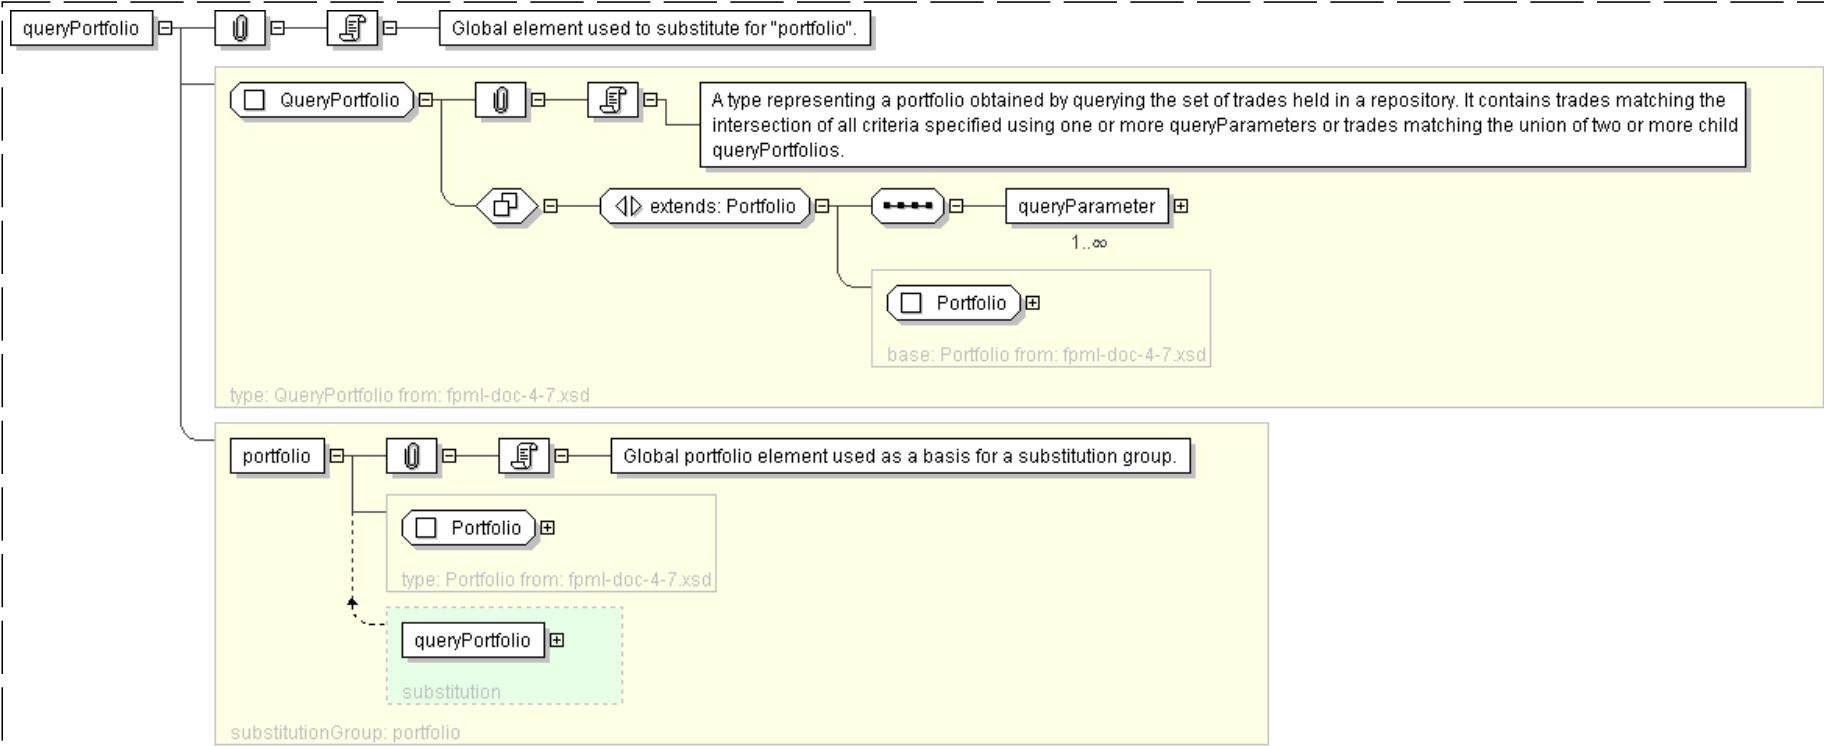 queryPortfolio
Global element used to substitute for "portfolio".
QueryPortfolio
A type representing a portfolio obtained by querying the set of trades held in a repository. It contains trades matching the
intersection of all criteria specified using one or more queryParameters or trades matching the union of two or more child
queryPortfolios.
extends: Portfolio
queryParameter
1..∞
Portfolio
base: Portfolio from: fpml-doc-4-7.xsd
type: QueryPortfolio from: fpml-doc-4-7.xsd
portfolio
Global portfolio element used as a basis for a substitution group.
Portfolio
type: Portfolio from: fpml-doc-4-7.xsd
queryPortfolio
substitution
substitutionGroup: portfolio